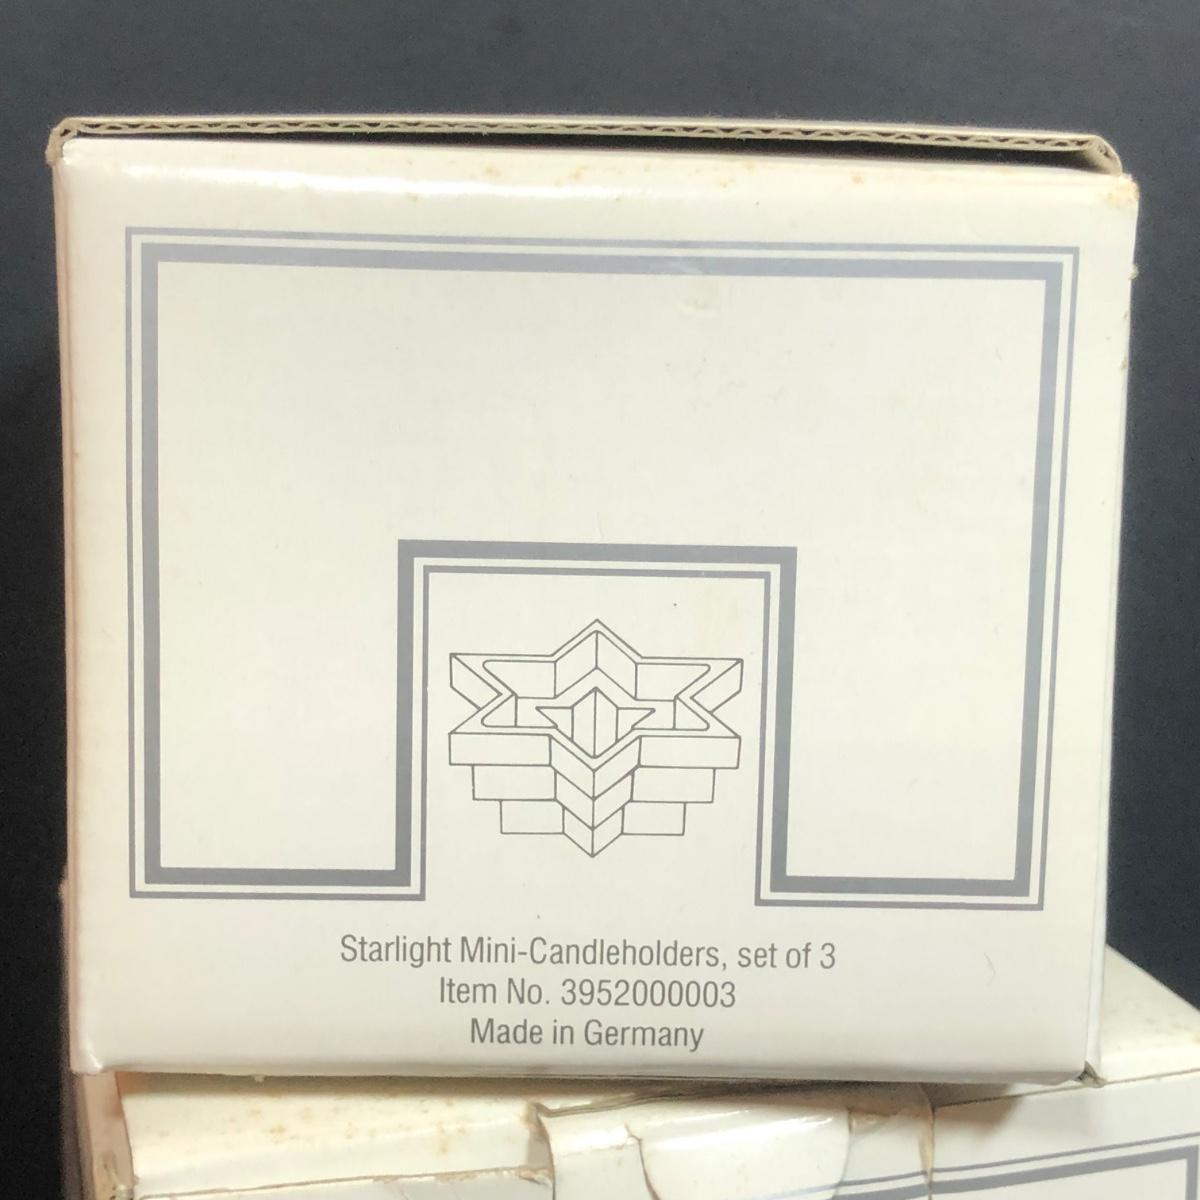 Starlight Mini-Candleholders, set of 3
Item No. 3952000003
Made in Germany